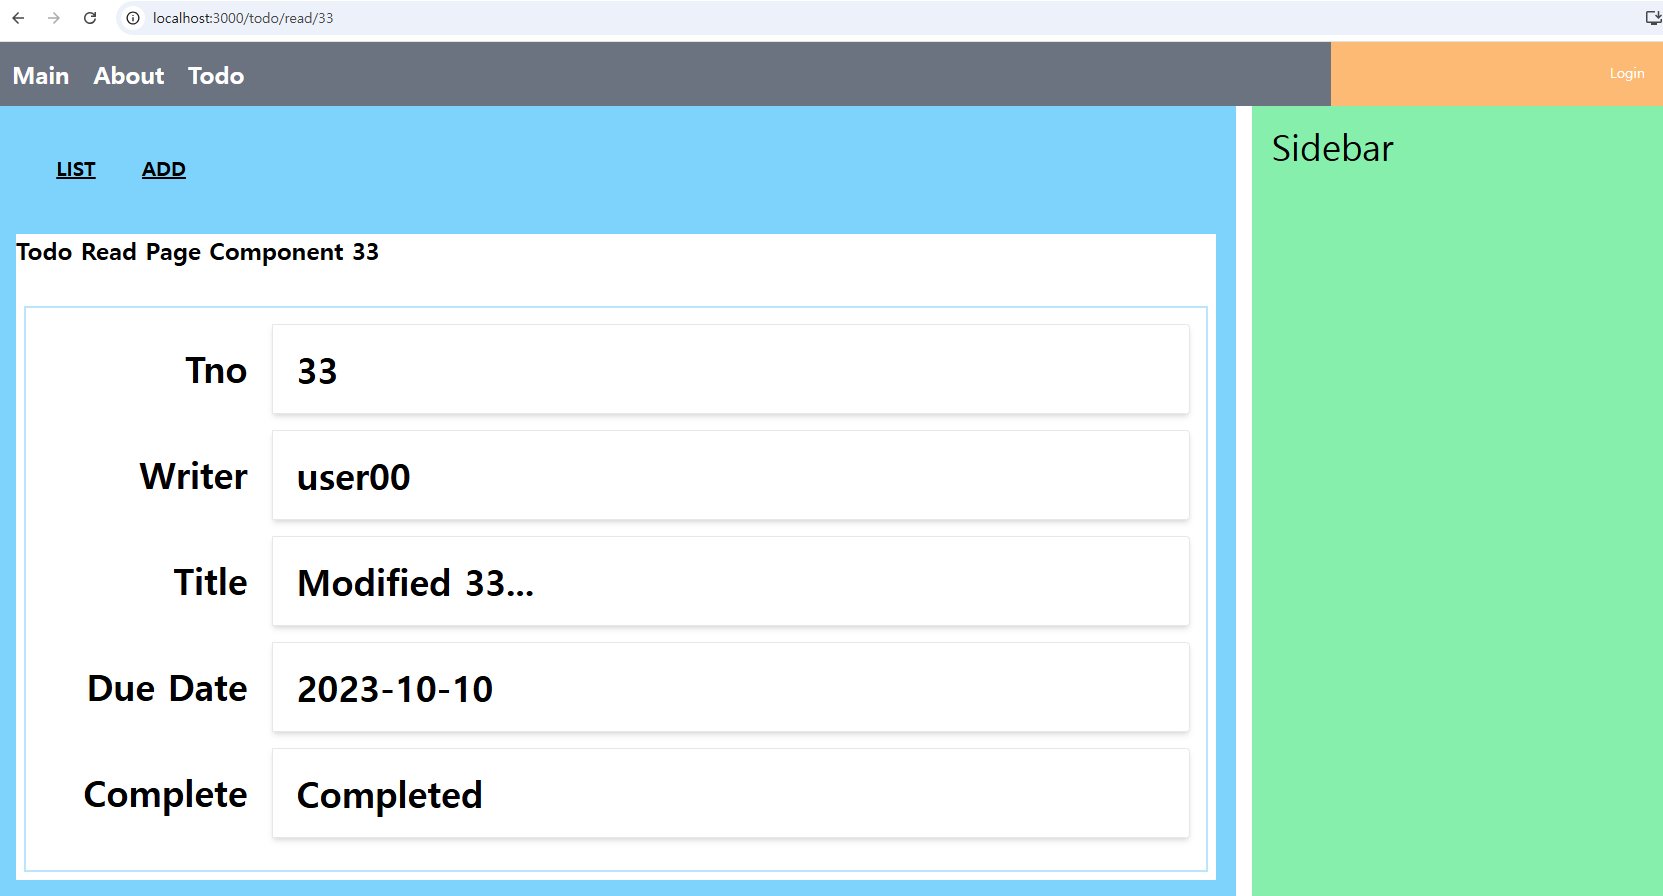 localhost:3000/todo/read/33
Main About Todo
Login
LIST ADD
Sidebar
Todo Read Page Component 33
Tno 33
Writer user00
Title Modified 33...
Due Date 2023-10-10
Complete Completed